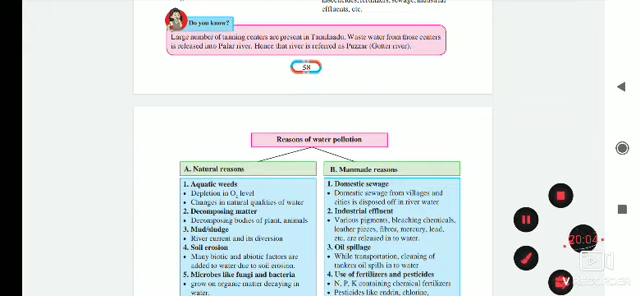 insecticides, fertilizers, sewage, industrial
effluents, etc.
Do you know?
Large number of tanning centers are present in Tamilnadu. Waste water from those centers
is released into Palar river. Hence that river is referred as Puzzar (Gutter river).
58
Reasons of water pollution
A. Natural reasons
1. Aquatic weeds
• Depletion in O₂ level
• Changes in natural qualities of water
2. Decomposing matter
• Decomposing bodies of plant, animals
3. Mud/sludge
• River current and its diversion
4. Soil erosion
• Many biotic and abiotic factors are
added to water due to soil erosion.
5. Microbes like fungi and bacteria
• grow on organic matter decaying in
water.
B. Manmade reasons
1. Domestic sewage
• Domestic sewage from villages and
cities is disposed off in river water
2. Industrial effluent
• Various pigments, bleaching chemicals,
leather pieces, fibres, mercury, lead,
etc. are released in to water.
3. Oil spillage
• While transportation, cleaning of
tankers oil spills in to water
4. Use of fertilizers and pesticides
• N, P, K containing chemical fertilizers
• Pesticides like endrin, chlorine,
20:04